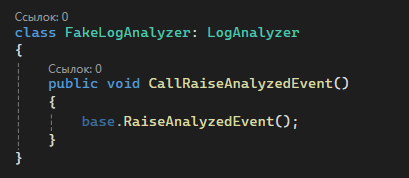 Ссылок: 0
class FakeLogAnalyzer: LogAnalyzer
{
Ссылок: 0
public void CallRaiseAnalyzedEvent()
{
base.RaiseAnalyzedEvent();
}
}